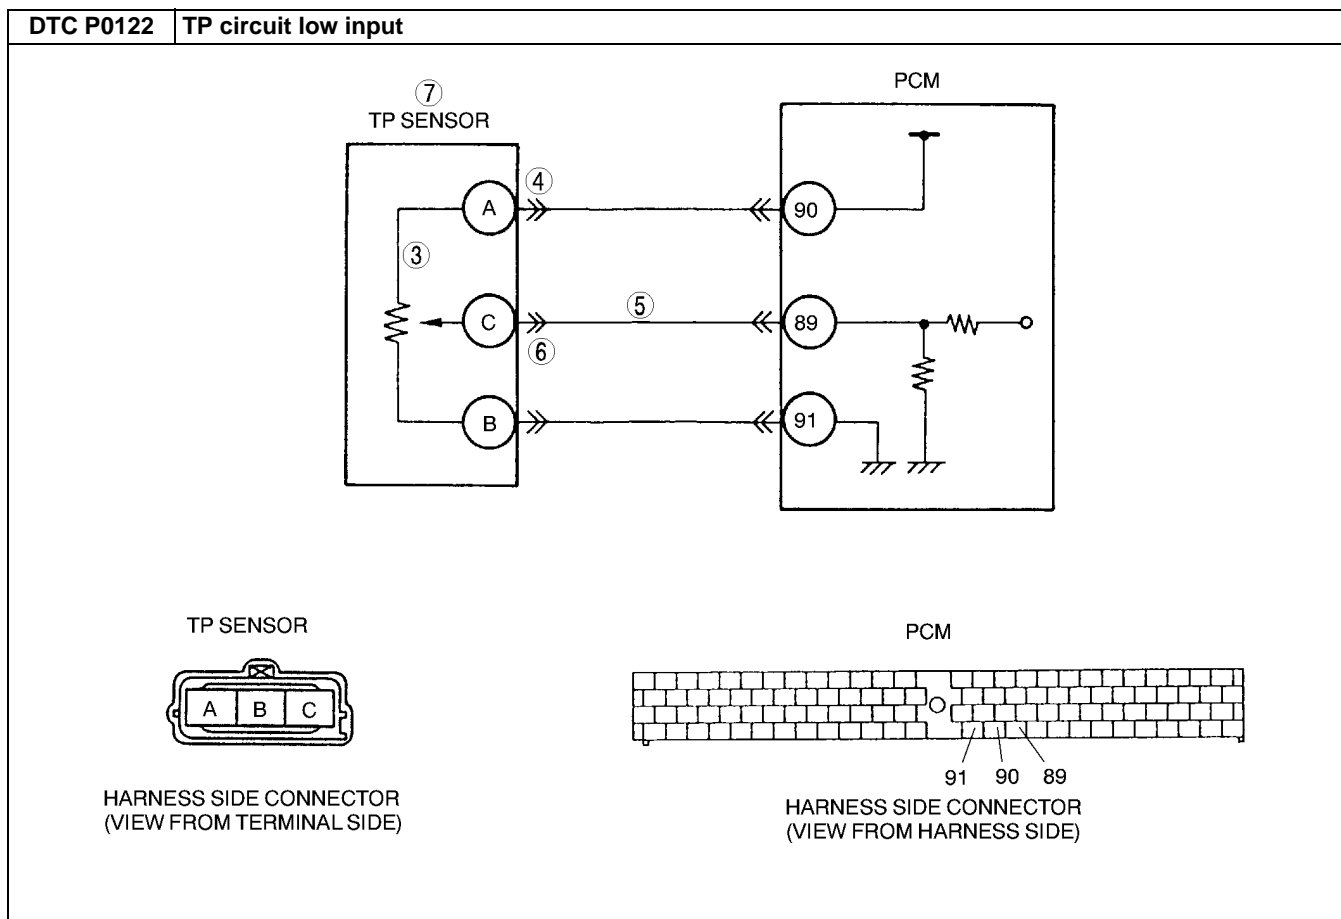 DTC P0122 TP circuit low input
PCM
⑦
TP SENSOR
④
A
90
③
⑤
C
89
⑥
B
91
TP SENSOR
PCM
A B C
91 90 89
HARNESS SIDE CONNECTOR
(VIEW FROM TERMINAL SIDE)
HARNESS SIDE CONNECTOR
(VIEW FROM HARNESS SIDE)